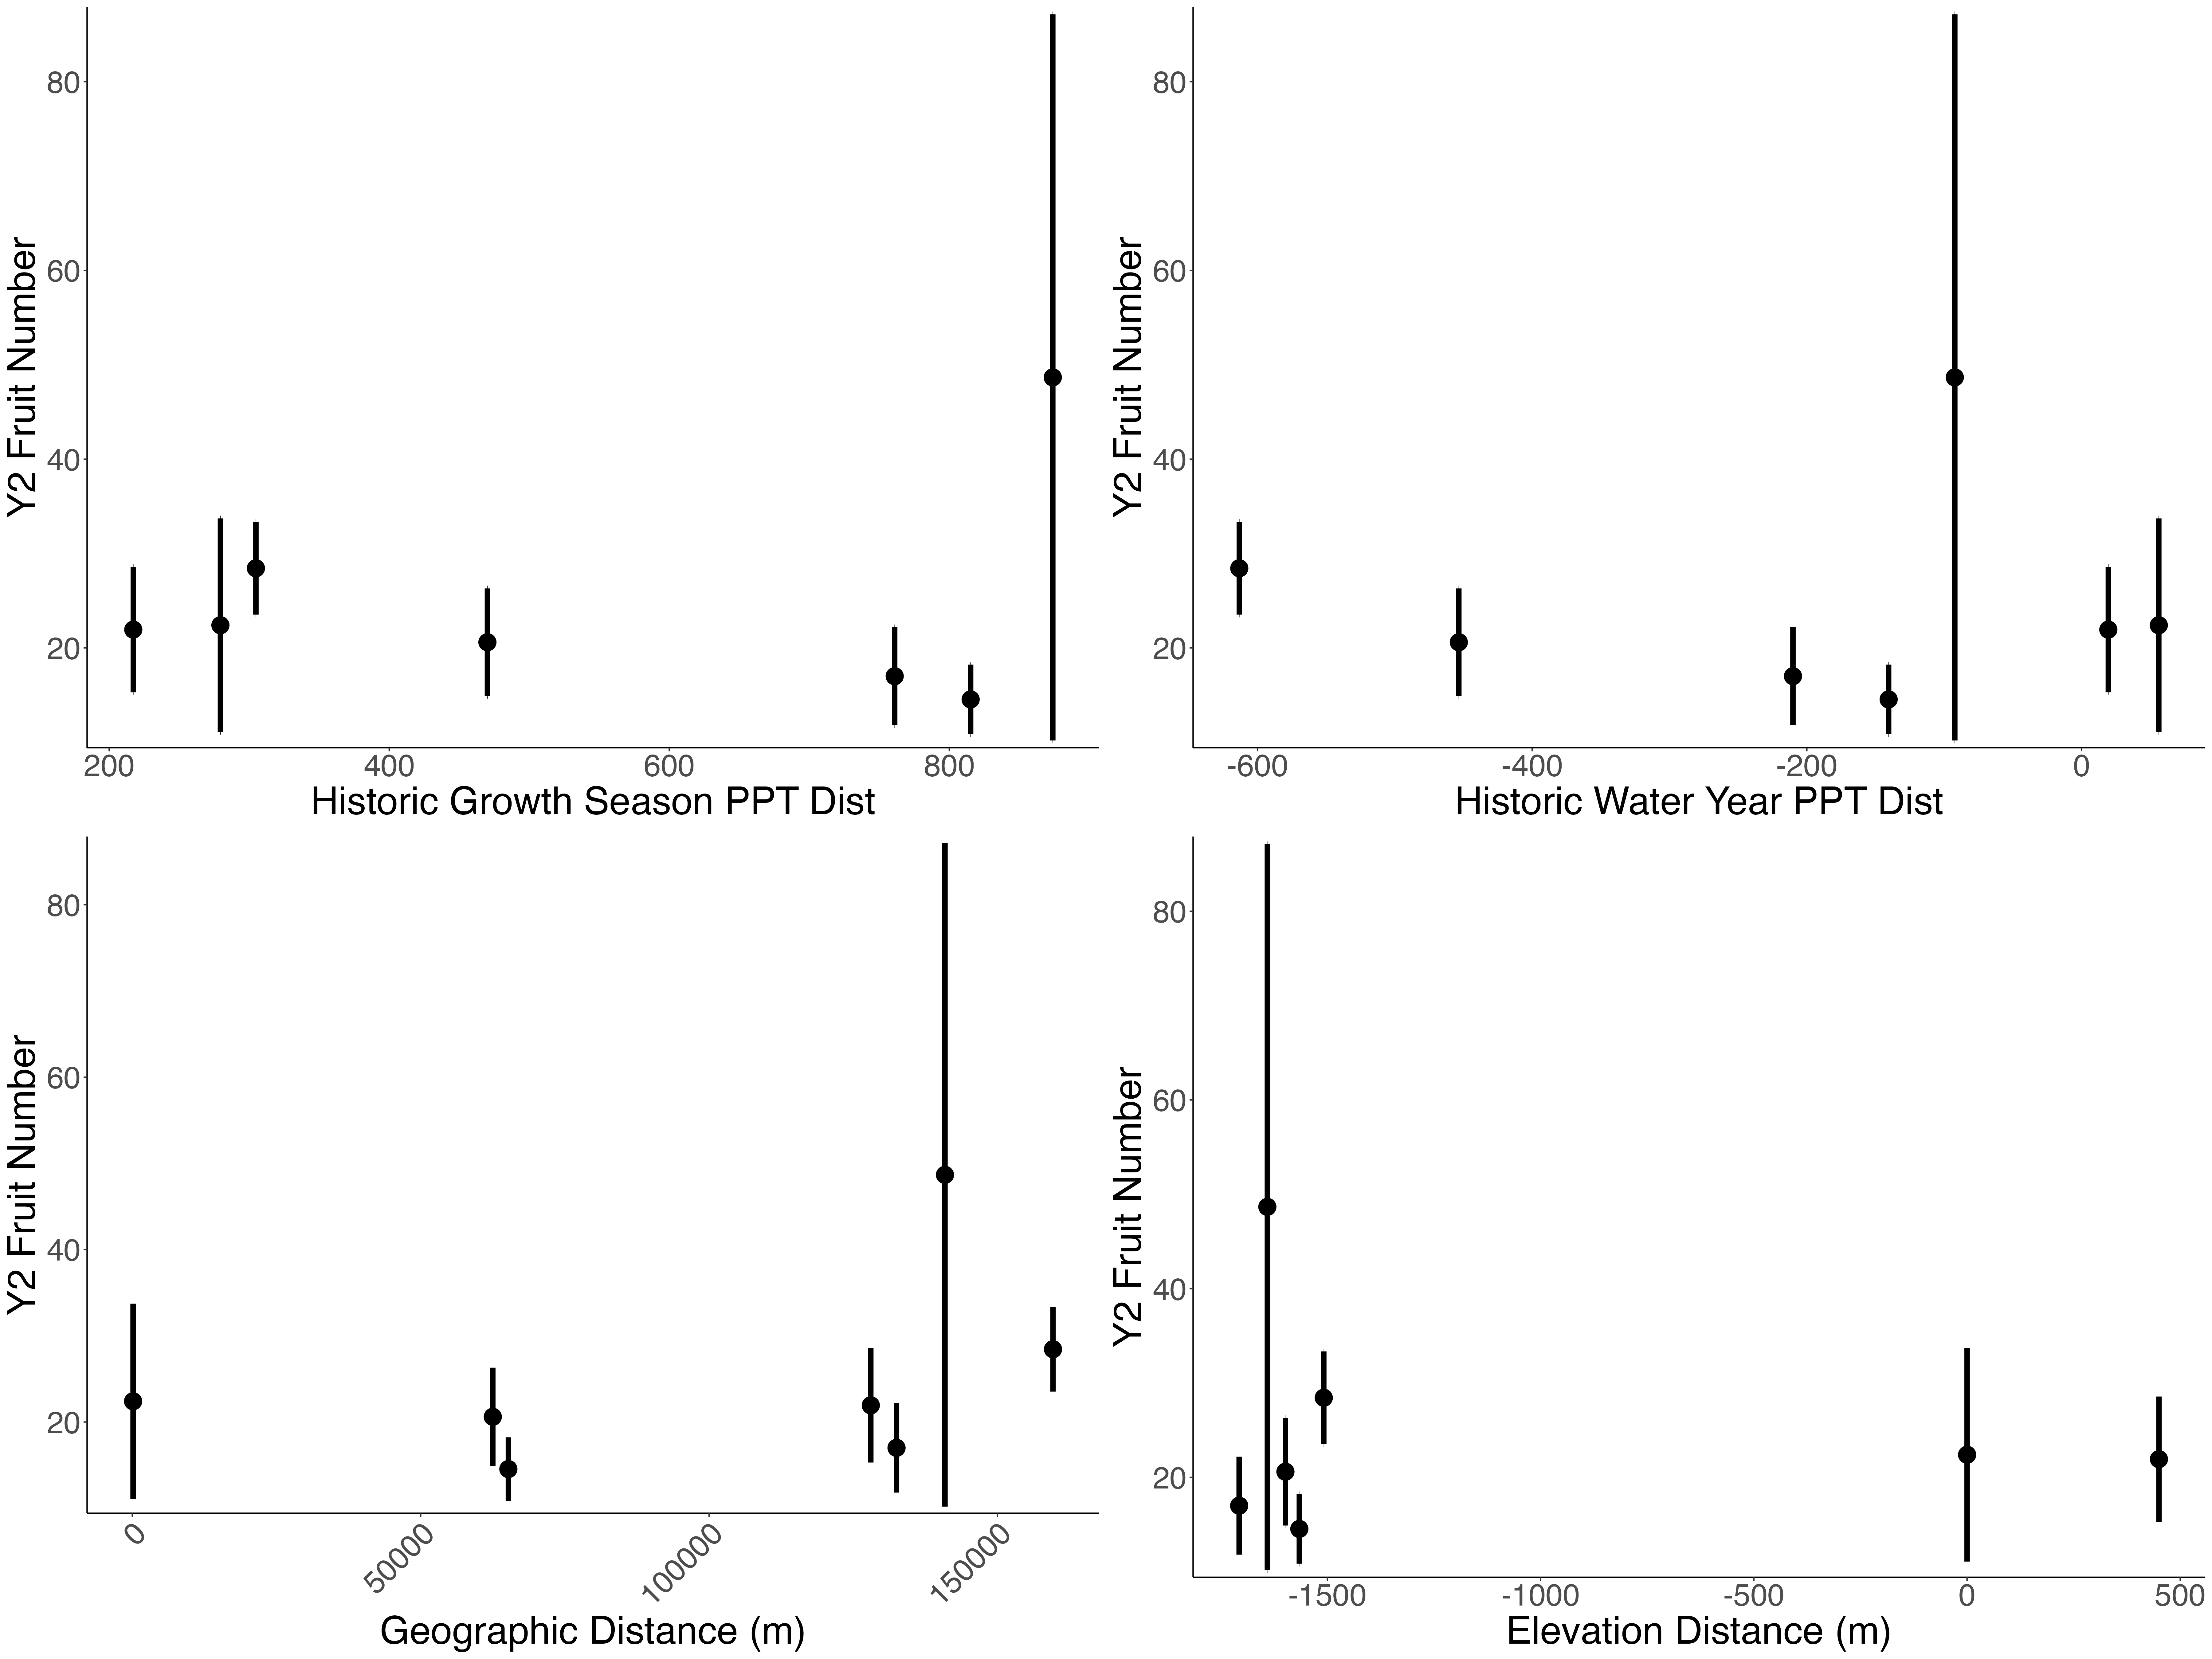 Y2 Fruit Number
80
60
40
20
200 400 600 800
Historic Growth Season PPT Dist
Y2 Fruit Number
80
60
40
20
-600 -400 -200 0
Historic Water Year PPT Dist
Y2 Fruit Number
80
60
40
20
0 50000 100000 150000
Geographic Distance (m)
Y2 Fruit Number
80
60
40
20
-1500 -1000 -500 0 500
Elevation Distance (m)